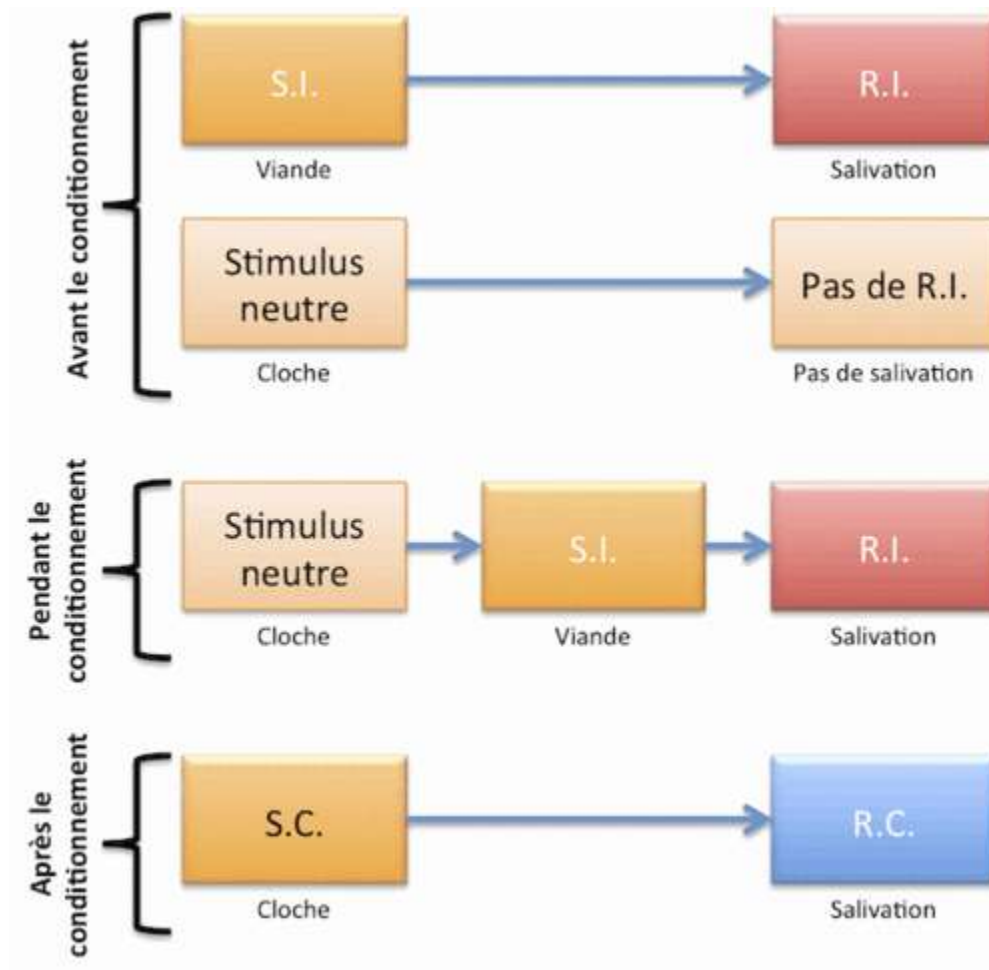 Avant le conditionnement
S.I.
R.I.
Viande
Salivation
Stimulus
neutre
Pas de R.I.
Cloche
Pas de salivation
Pendant le
conditionnement
Stimulus
neutre
S.I.
R.I.
Cloche
Viande
Salivation
Après le
conditionnement
S.C.
R.C.
Cloche
Salivation